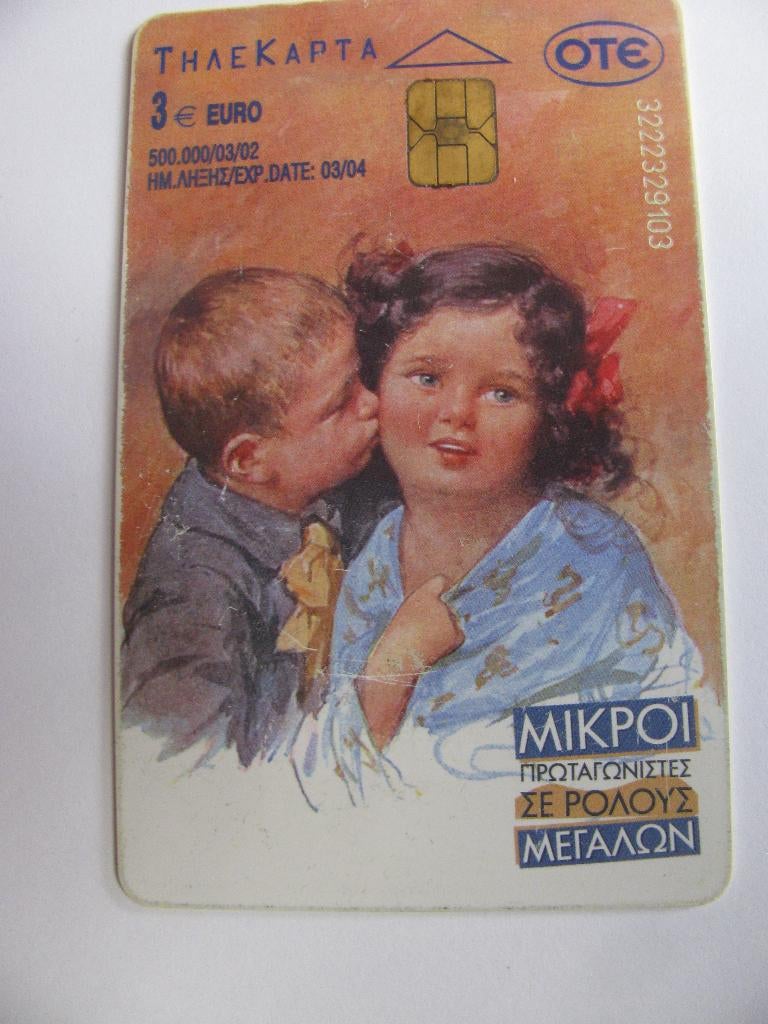 ΤΗΛΕΚΑΡΤΑ
OTE
3 € EURO
500.000/03/02
ΗΜ.ΛΗΞΗΣ/EXP.DATE: 03/04
3222329103
ΜΙΚΡΟΙ
ΠΡΩΤΑΓΩΝΙΣΤΕΣ
ΣΕ ΡΟΛΟΥΣ
ΜΕΓΑΛΩΝ